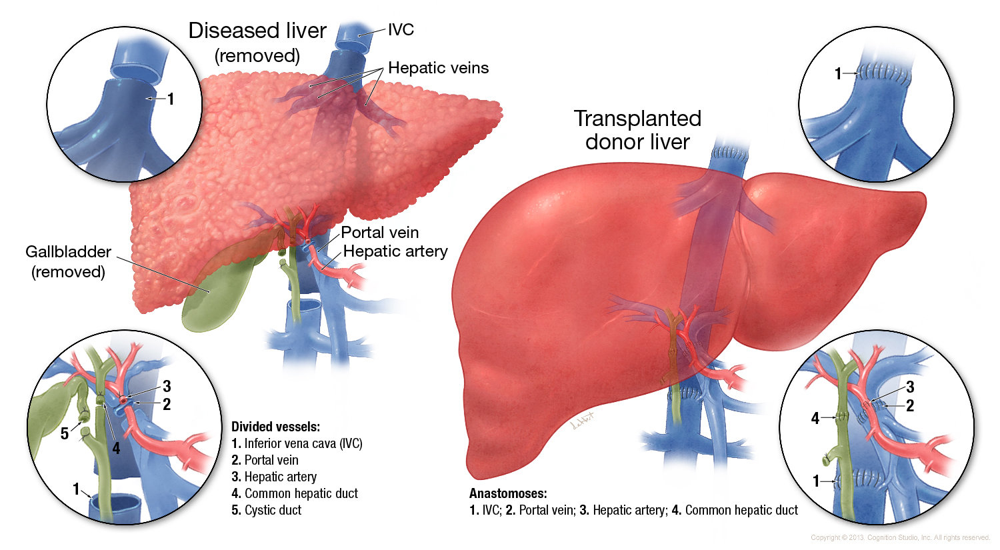 Diseased liver
(removed)
IVC
Hepatic veins
1
1
Transplanted
donor liver
Portal vein
Hepatic artery
Gallbladder
(removed)
3
2
5
4
1
Divided vessels:
1. Inferior vena cava (IVC)
2. Portal vein
3. Hepatic artery
4. Common hepatic duct
5. Cystic duct
3
2
4
1
Anastomoses:
1. IVC; 2. Portal vein; 3. Hepatic artery; 4. Common hepatic duct
Copyright © 2013. Cognition Studio, Inc. All rights reserved.